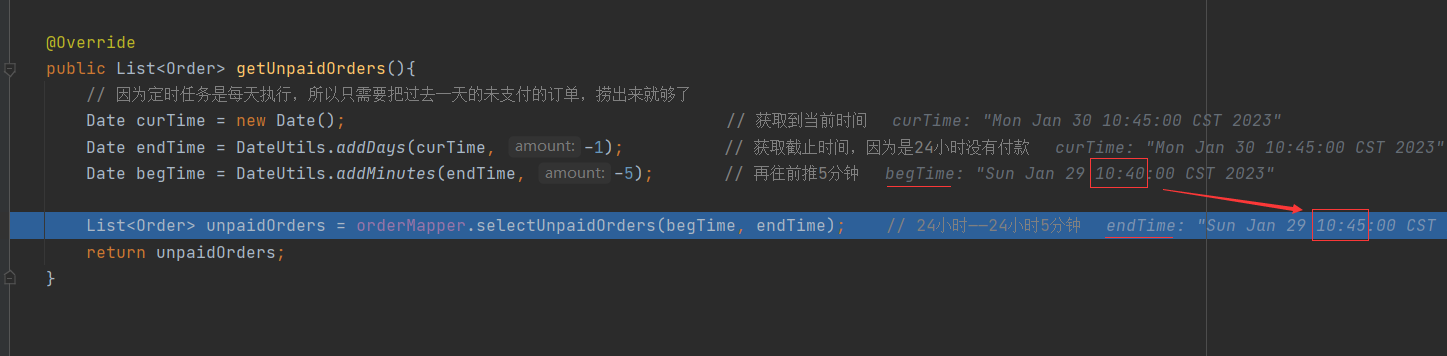 @Override
public List<Order> getUnpaidOrders(){
// 因为定时任务是每天执行，所以只需要把过去一天的未支付的订单，捞出来就够了
Date curTime = new Date(); // 获取到当前时间 curTime: "Mon Jan 30 10:45:00 CST 2023"
Date endTime = DateUtils.addDays(curTime, amount: -1); // 获取截止时间，因为是24小时没有付款 curTime: "Mon Jan 30 10:45:00 CST 2023"
Date begTime = DateUtils.addMinutes(endTime, amount: -5); // 再往前推5分钟 begTime: "Sun Jan 29 10:40:00 CST 2023"
List<Order> unpaidOrders = orderMapper.selectUnpaidOrders(begTime, endTime); // 24小时——24小时5分钟 endTime: "Sun Jan 29 10:45:00 CST
return unpaidOrders;
}